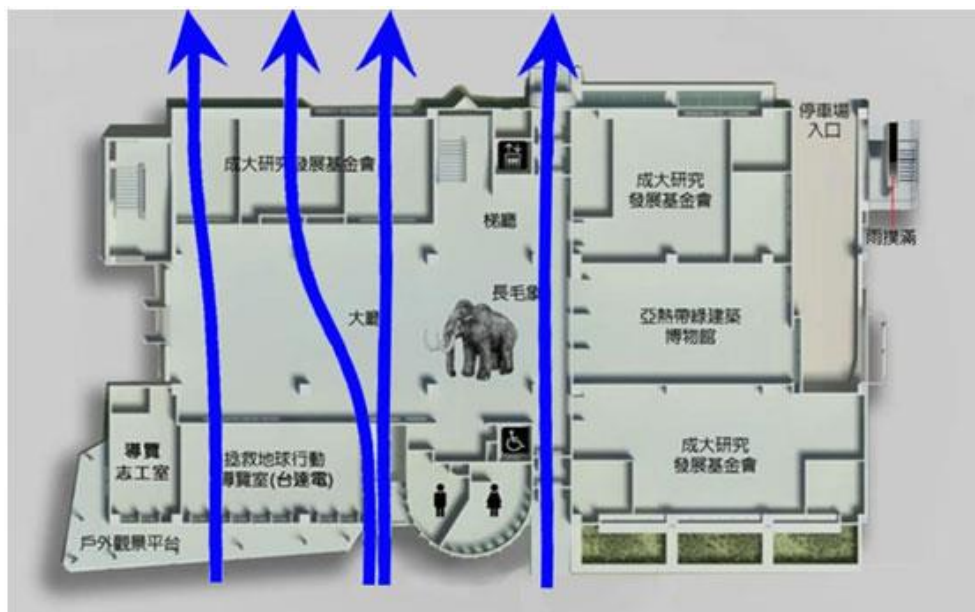 停車場
入口
成大研究發展基金會
成大研究
發展基金會
梯廳
雨撲滿
長毛象
大廳
亞熱帶綠建築
博物館
導覽
志工室
拯救地球行動
導覽室(台達電)
成大研究
發展基金會
戶外觀景平台